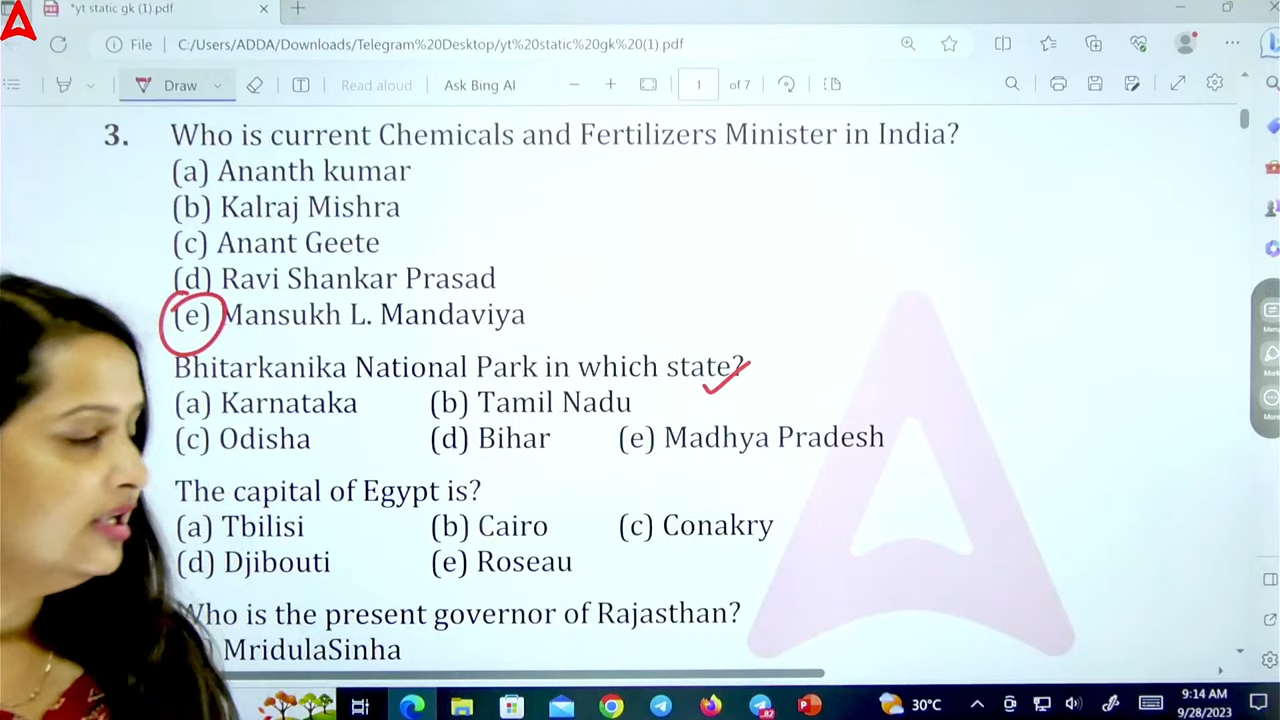 *yt static gk (1).pdf
File C:/Users/ADDA/Downloads/Telegram%20Desktop/yt%20static%20gk%20(1).pdf
Draw Read aloud Ask Bing AI 1 of 7
3. Who is current Chemicals and Fertilizers Minister in India?
(a) Ananth kumar
(b) Kalraj Mishra
(c) Anant Geete
(d) Ravi Shankar Prasad
(e) Mansukh L. Mandaviya
Bhitarkanika National Park in which state?
(a) Karnataka (b) Tamil Nadu
(c) Odisha (d) Bihar (e) Madhya Pradesh
The capital of Egypt is?
(a) Tbilisi (b) Cairo (c) Conakry
(d) Djibouti (e) Roseau
Who is the present governor of Rajasthan?
MridulaSinha
30°C 9:14 AM
9/28/2023